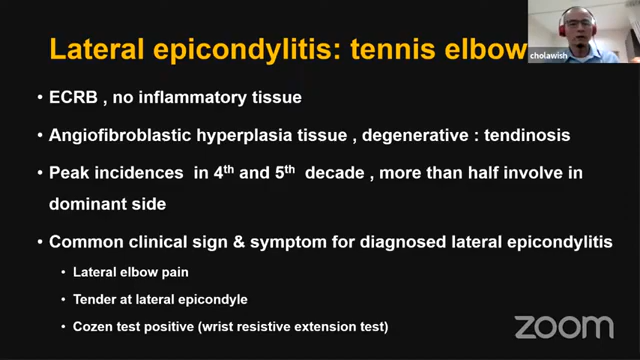 Lateral epicondylitis: tennis elbow
cholawish
• ECRB , no inflammatory tissue
• Angiofibroblastic hyperplasia tissue , degenerative : tendinosis
• Peak incidences in 4th and 5th decade , more than half involve in
dominant side
• Common clinical sign & symptom for diagnosed lateral epicondylitis
• Lateral elbow pain
• Tender at lateral epicondyle
• Cozen test positive (wrist resistive extension test)
zoom